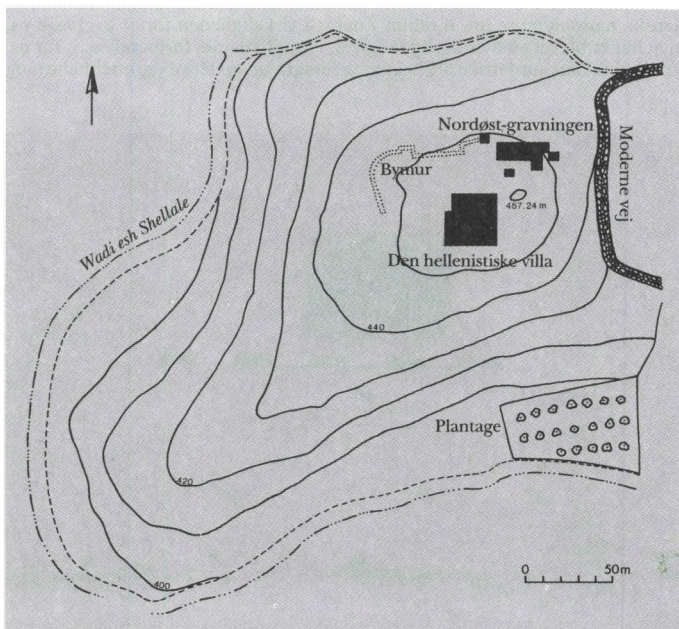 Nordøst-gravningen
Moderne vej
Bymur
457.24 m
Wadi esh Shellale
Den hellenistiske villa
440
Plantage
420
400
0
50m